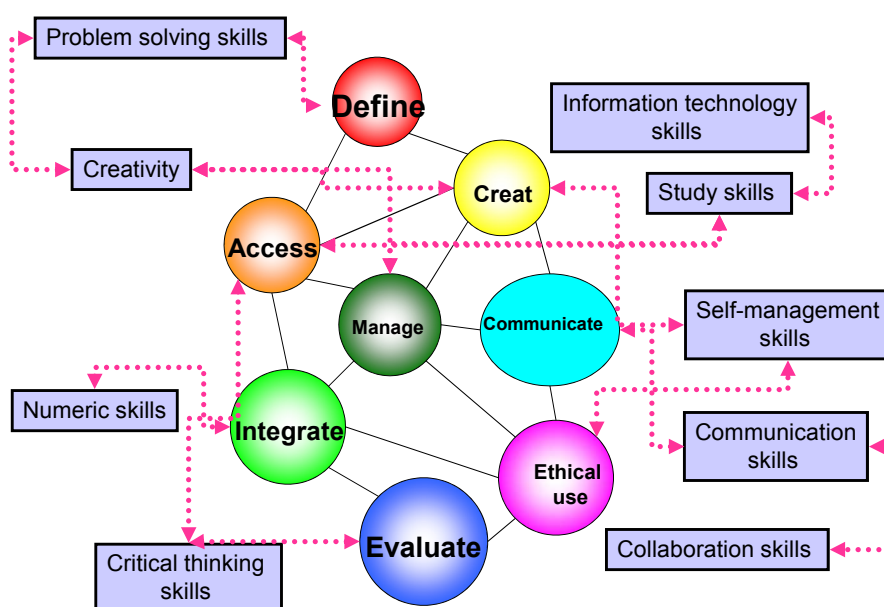 Problem solving skills
Define
Information technology
skills
Creativity
Creat
Study skills
Access
Manage
Communicate
Self-management
skills
Numeric skills
Integrate
Communication
skills
Ethical
use
Evaluate
Collaboration skills
Critical thinking
skills